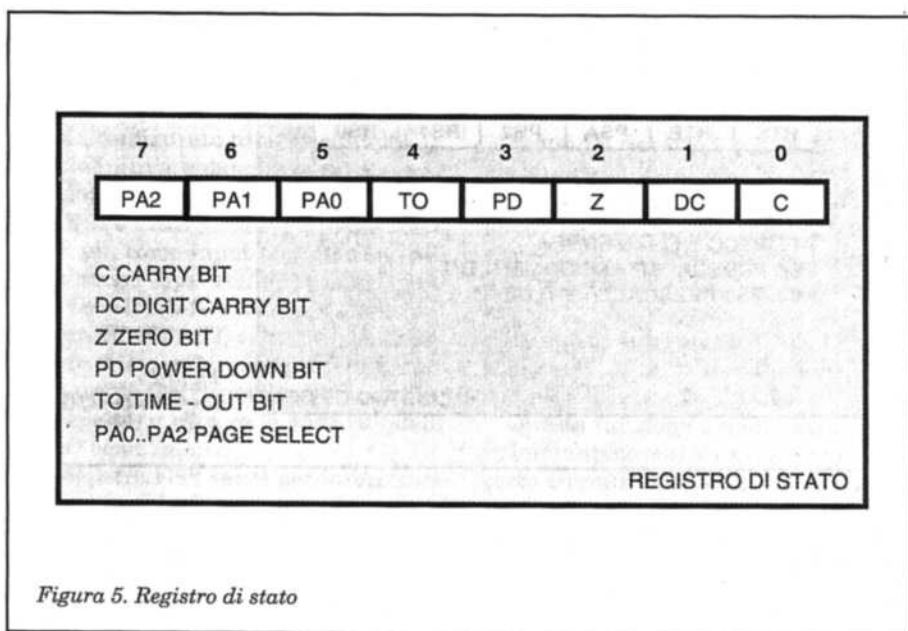 7 6 5 4 3 2 1 0
PA2 PA1 PA0 TO PD Z DC C
C CARRY BIT
DC DIGIT CARRY BIT
Z ZERO BIT
PD POWER DOWN BIT
TO TIME - OUT BIT
PA0..PA2 PAGE SELECT
REGISTRO DI STATO
Figura 5. Registro di stato